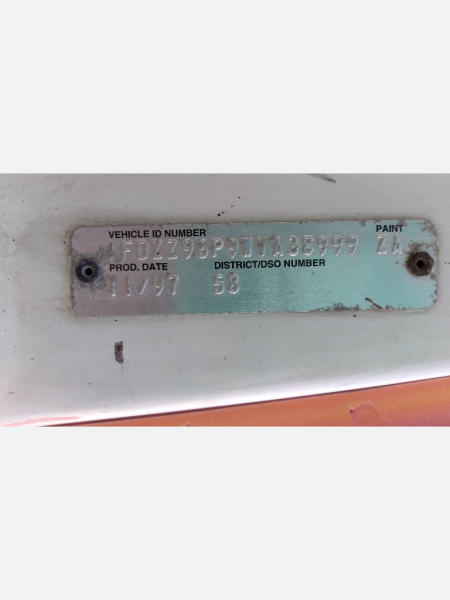 VEHICLE ID NUMBER PAINT
ZA
PROD. DATE DISTRICT/DSO NUMBER
11/97 58